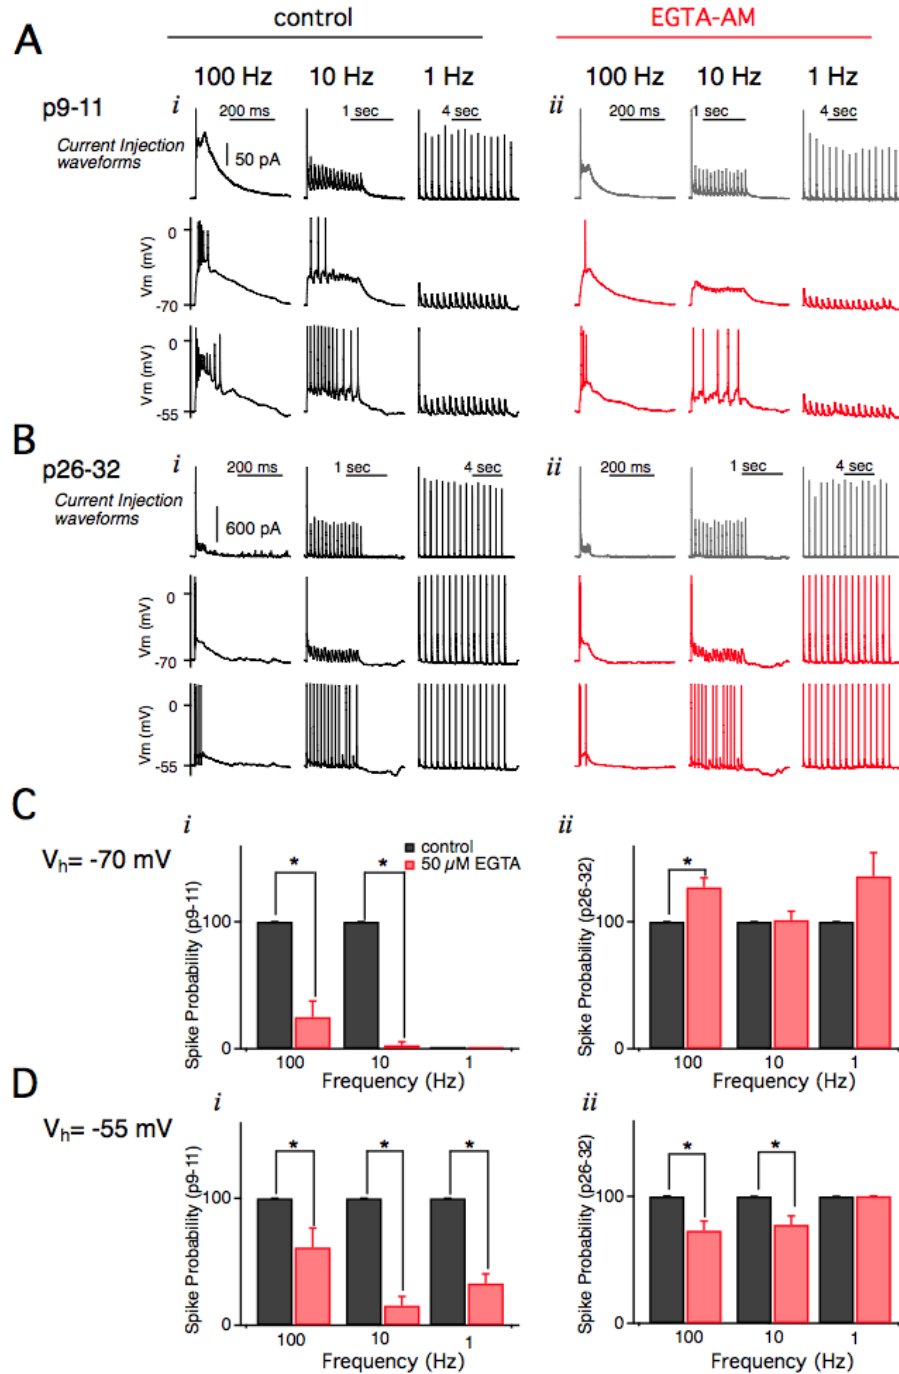 control EGTA-AM
A
100 Hz 10 Hz 1 Hz 100 Hz 10 Hz 1 Hz
p9-11 i 200 ms 1 sec 4 sec ii 200 ms 1 sec 4 sec
Current Injection
waveforms
50 pA
0
Vm (mV)
-70
0
Vm (mV)
-55
B
p26-32 i 200 ms 1 sec 4 sec ii 200 ms 1 sec 4 sec
Current Injection
waveforms
600 pA
0
Vm (mV)
-70
0
Vm (mV)
-55
C
i ii
Vh= -70 mV
control
50 µM EGTA
* * *
Spike Probability (p9-11)
100
0
100 10 1
Frequency (Hz)
Spike Probability (p26-32)
100
0
100 10 1
Frequency (Hz)
D
i ii
Vh= -55 mV
* * * * *
Spike Probability (p9-11)
100
0
100 10 1
Frequency (Hz)
Spike Probability (p26-32)
100
0
100 10 1
Frequency (Hz)